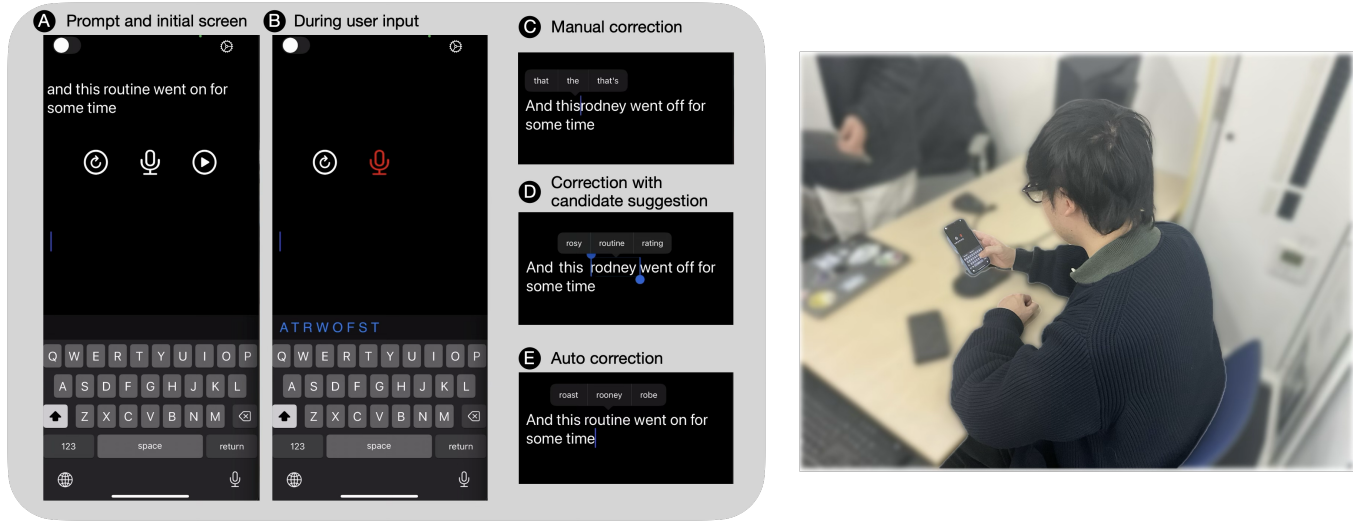 A Prompt and initial screen
and this routine went on for
some time
Q W E R T Y U I O P
A S D F G H J K L
Z X C V B N M
123 space return
B During user input
A T R W O F S T
Q W E R T Y U I O P
A S D F G H J K L
Z X C V B N M
123 space return
C Manual correction
that the that's
And thisrodney went off for
some time
D Correction with
candidate suggestion
rosy routine rating
And this rodney went off for
some time
E Auto correction
roast rooney robe
And this routine went on for
some time